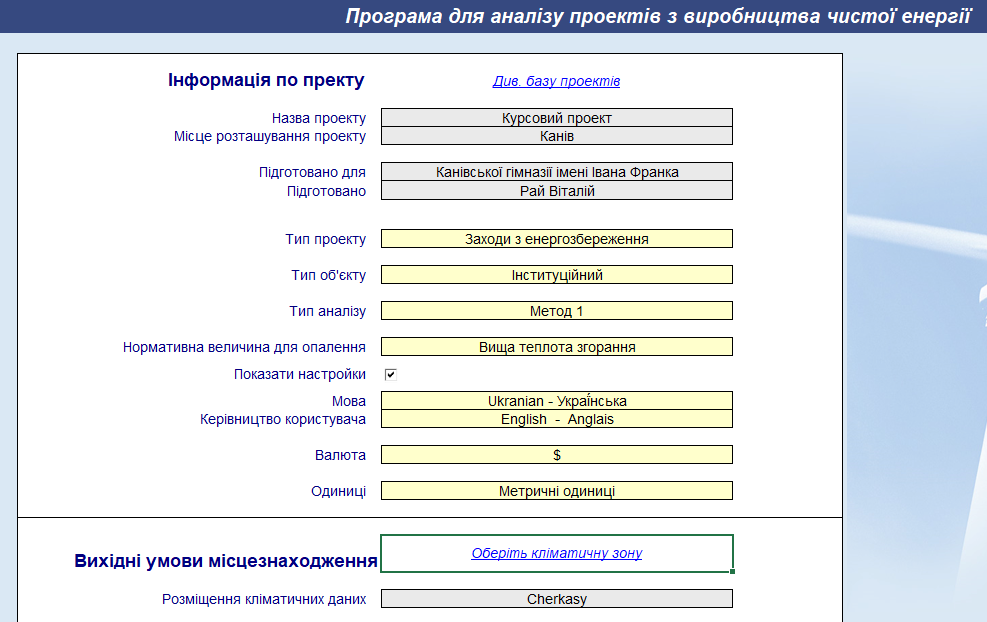 Програма для аналізу проектів з виробництва чистої енергії
Інформація по пректу Див. базу проектів
Назва проекту Курсовий проект
Місце розташування проекту Канів
Підготовано для Канівської гімназії імені Івана Франка
Підготовано Рай Віталій
Тип проекту Заходи з енергозбереження
Тип об'єкту Інституційний
Тип аналізу Метод 1
Нормативна величина для опалення Вища теплота згорання
Показати настройки
Мова Ukranian - Українська
Керівництво користувача English - Anglais
Валюта $
Одиниці Метричні одиниці
Вихідні умови місцезнаходження Оберіть кліматичну зону
Розміщення кліматичних даних Cherkasy